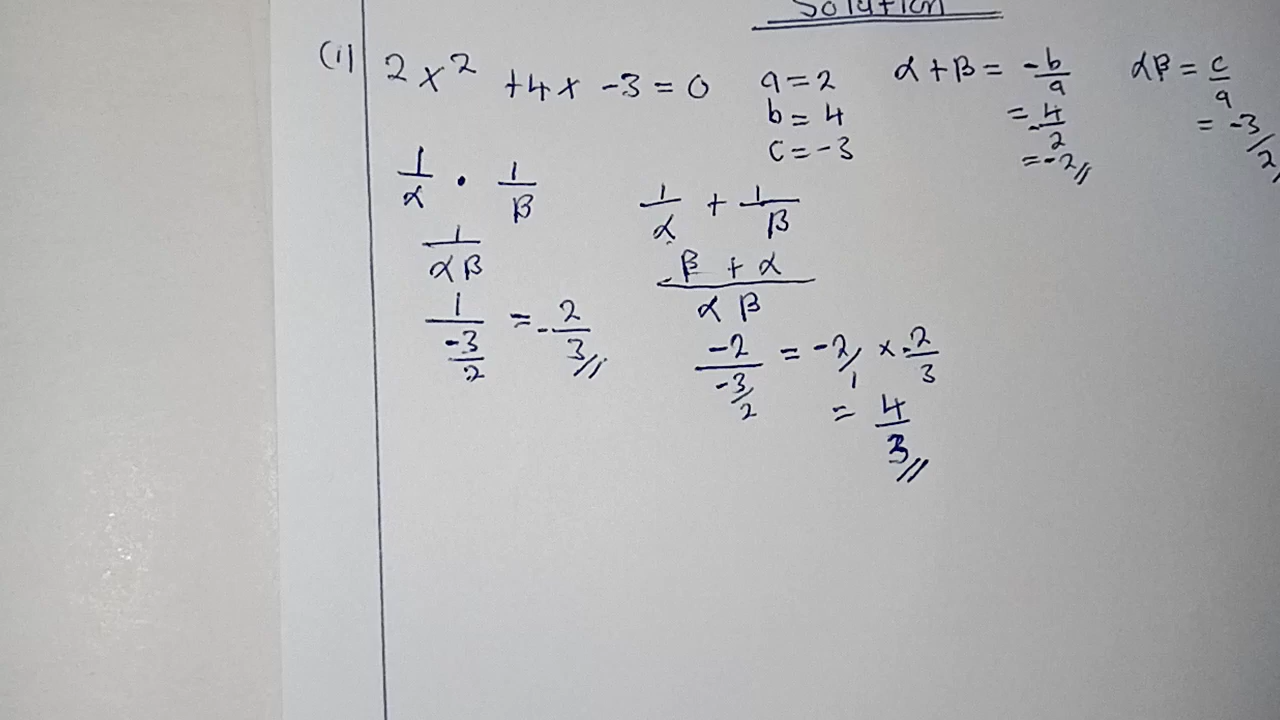 Solution
(i) 2x² + 4x - 3 = 0   a = 2   α + β = -b/a   αβ = c/a
b = 4   = -4/2   = -3/2
c = -3   = -2
1/α · 1/β   1/α + 1/β
1/αβ   β + α / αβ
1 / (-3/2) = -2/3   -2 / (-3/2) = -2/1 × -2/3
= 4/3